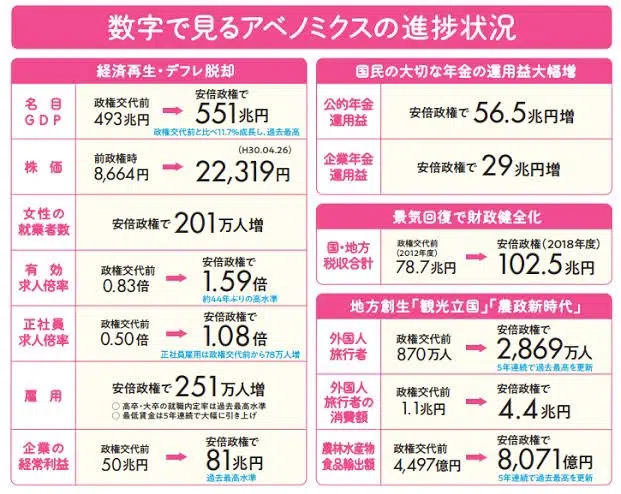 数字で見るアベノミクスの進捗状況
経済再生・デフレ脱却
名目
GDP
政権交代前
493兆円
安倍政権で
551兆円
政権交代前と比べ11.7%成長し、過去最高
株価
前政権時
8,664円
(H30.04.26)
22,319円
女性の
就業者数
安倍政権で201万人増
有効
求人倍率
政権交代前
0.83倍
安倍政権で
1.59倍
約44年ぶりの高水準
正社員
求人倍率
政権交代前
0.50倍
安倍政権で
1.08倍
正社員雇用は政権交代前から78万人増
雇用
安倍政権で251万人増
○ 高卒・大卒の就職内定率は過去最高水準
○ 最低賃金は5年連続で大幅に引き上げ
企業の
経常利益
政権交代前
50兆円
安倍政権で
81兆円
過去最高水準
国民の大切な年金の運用益大幅増
公的年金
運用益
安倍政権で 56.5兆円増
企業年金
運用益
安倍政権で 29兆円増
景気回復で財政健全化
国・地方
税収合計
政権交代前
(2012年度)
78.7兆円
安倍政権(2018年度)
102.5兆円
地方創生「観光立国」「農政新時代」
外国人
旅行者
政権交代前
870万人
安倍政権で
2,869万人
5年連続で過去最高を更新
外国人
旅行者の
消費額
政権交代前
1.1兆円
安倍政権で
4.4兆円
農林水産物
食品輸出額
政権交代前
4,497億円
安倍政権で
8,071億円
5年連続で過去最高を更新